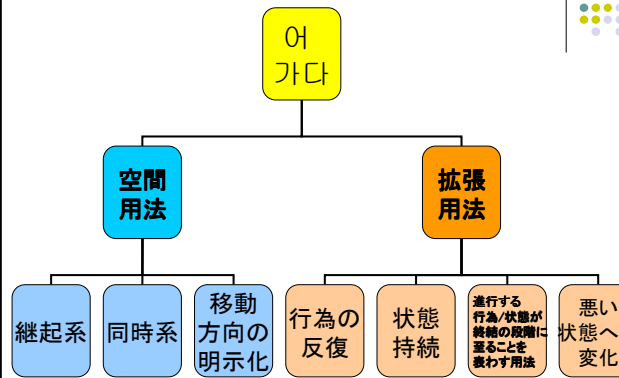 어
가다
空間
用法
拡張
用法
継起系
同時系
移動
方向の
明示化
行為の
反復
状態
持続
進行する
行為/状態が
終結の段階に
至ることを
表わす用法
悪い
状態へ
変化